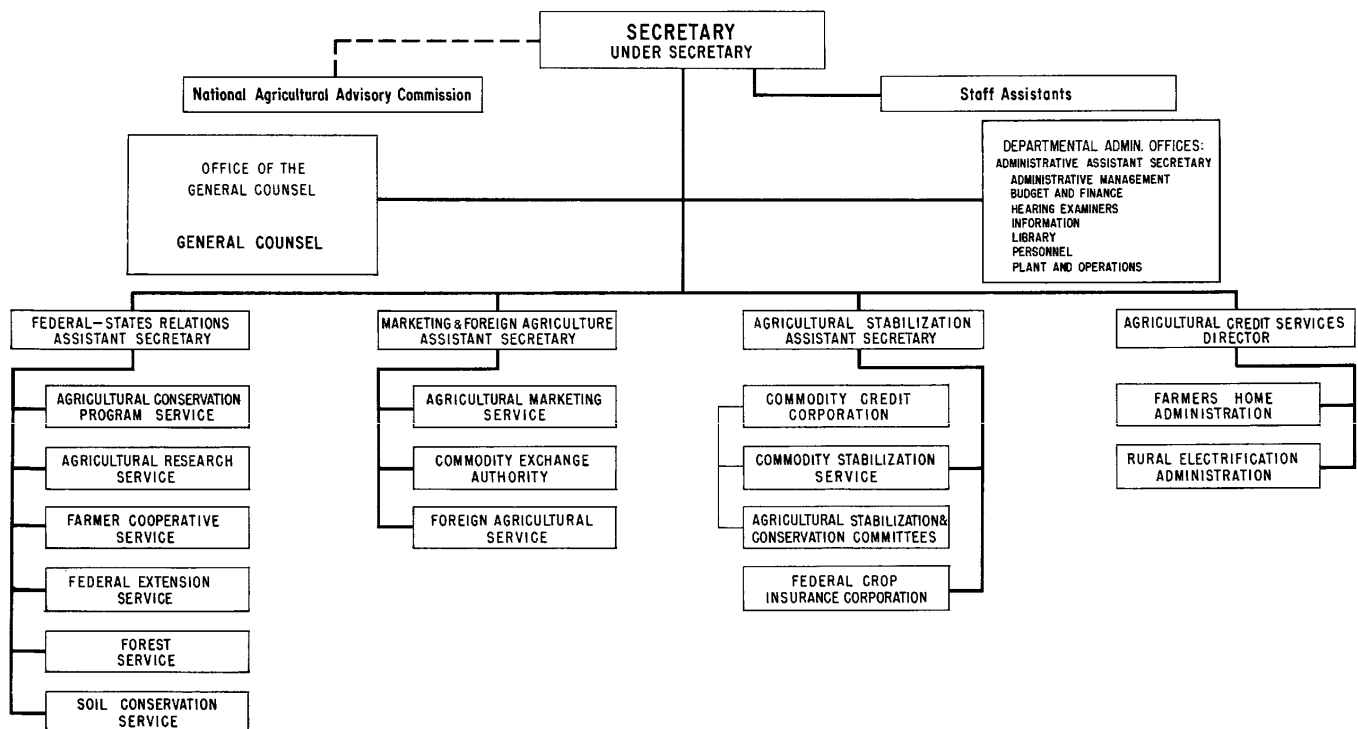 SECRETARY
UNDER SECRETARY
National Agricultural Advisory Commission
Staff Assistants
OFFICE OF THE
GENERAL COUNSEL
GENERAL COUNSEL
DEPARTMENTAL ADMIN. OFFICES:
ADMINISTRATIVE ASSISTANT SECRETARY
ADMINISTRATIVE MANAGEMENT
BUDGET AND FINANCE
HEARING EXAMINERS
INFORMATION
LIBRARY
PERSONNEL
PLANT AND OPERATIONS
FEDERAL-STATES RELATIONS
ASSISTANT SECRETARY
AGRICULTURAL CONSERVATION
PROGRAM SERVICE
AGRICULTURAL RESEARCH
SERVICE
FARMER COOPERATIVE
SERVICE
FEDERAL EXTENSION
SERVICE
FOREST
SERVICE
SOIL CONSERVATION
SERVICE
MARKETING & FOREIGN AGRICULTURE
ASSISTANT SECRETARY
AGRICULTURAL MARKETING
SERVICE
COMMODITY EXCHANGE
AUTHORITY
FOREIGN AGRICULTURAL
SERVICE
AGRICULTURAL STABILIZATION
ASSISTANT SECRETARY
COMMODITY CREDIT
CORPORATION
COMMODITY STABILIZATION
SERVICE
AGRICULTURAL STABILIZATION&
CONSERVATION COMMITTEES
FEDERAL CROP
INSURANCE CORPORATION
AGRICULTURAL CREDIT SERVICES
DIRECTOR
FARMERS HOME
ADMINISTRATION
RURAL ELECTRIFICATION
ADMINISTRATION